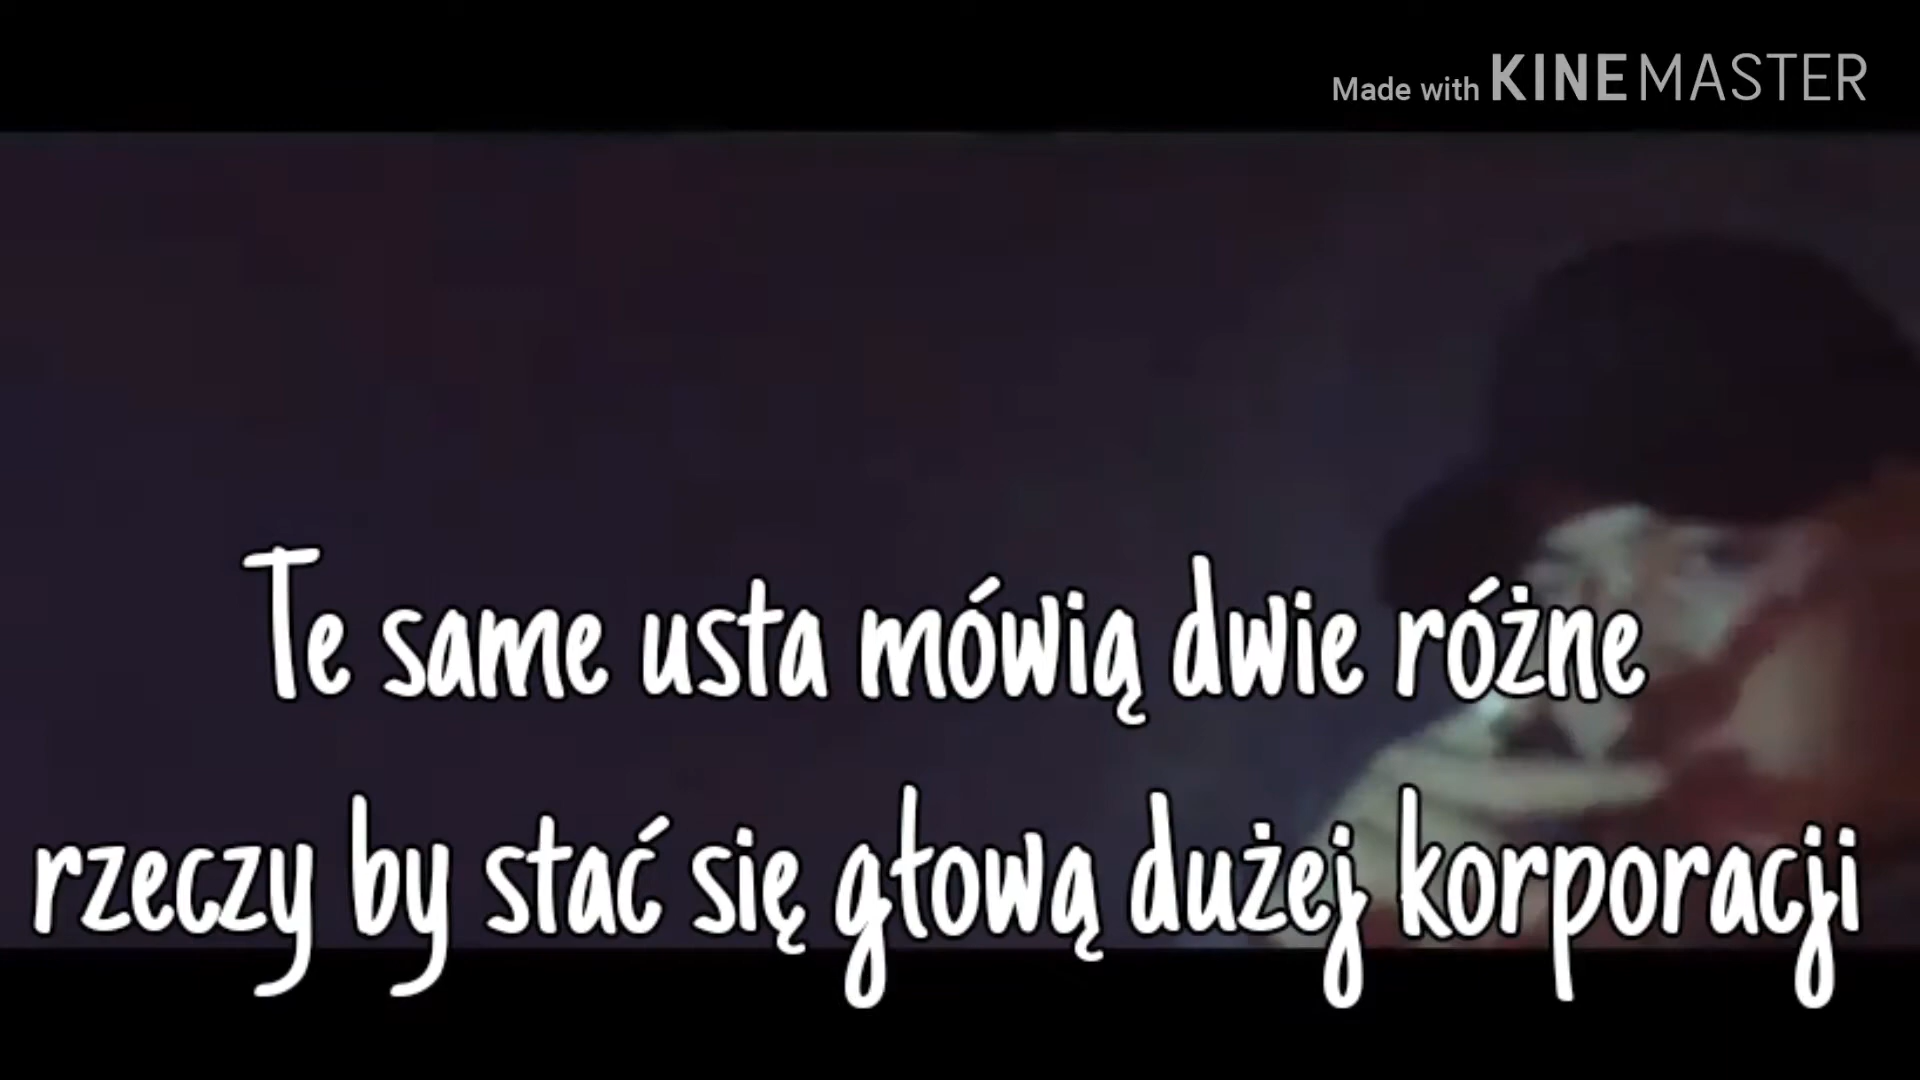 Made with KINEMASTER
Te same usta mówią dwie różne
rzeczy by stać się głową dużej korporacji